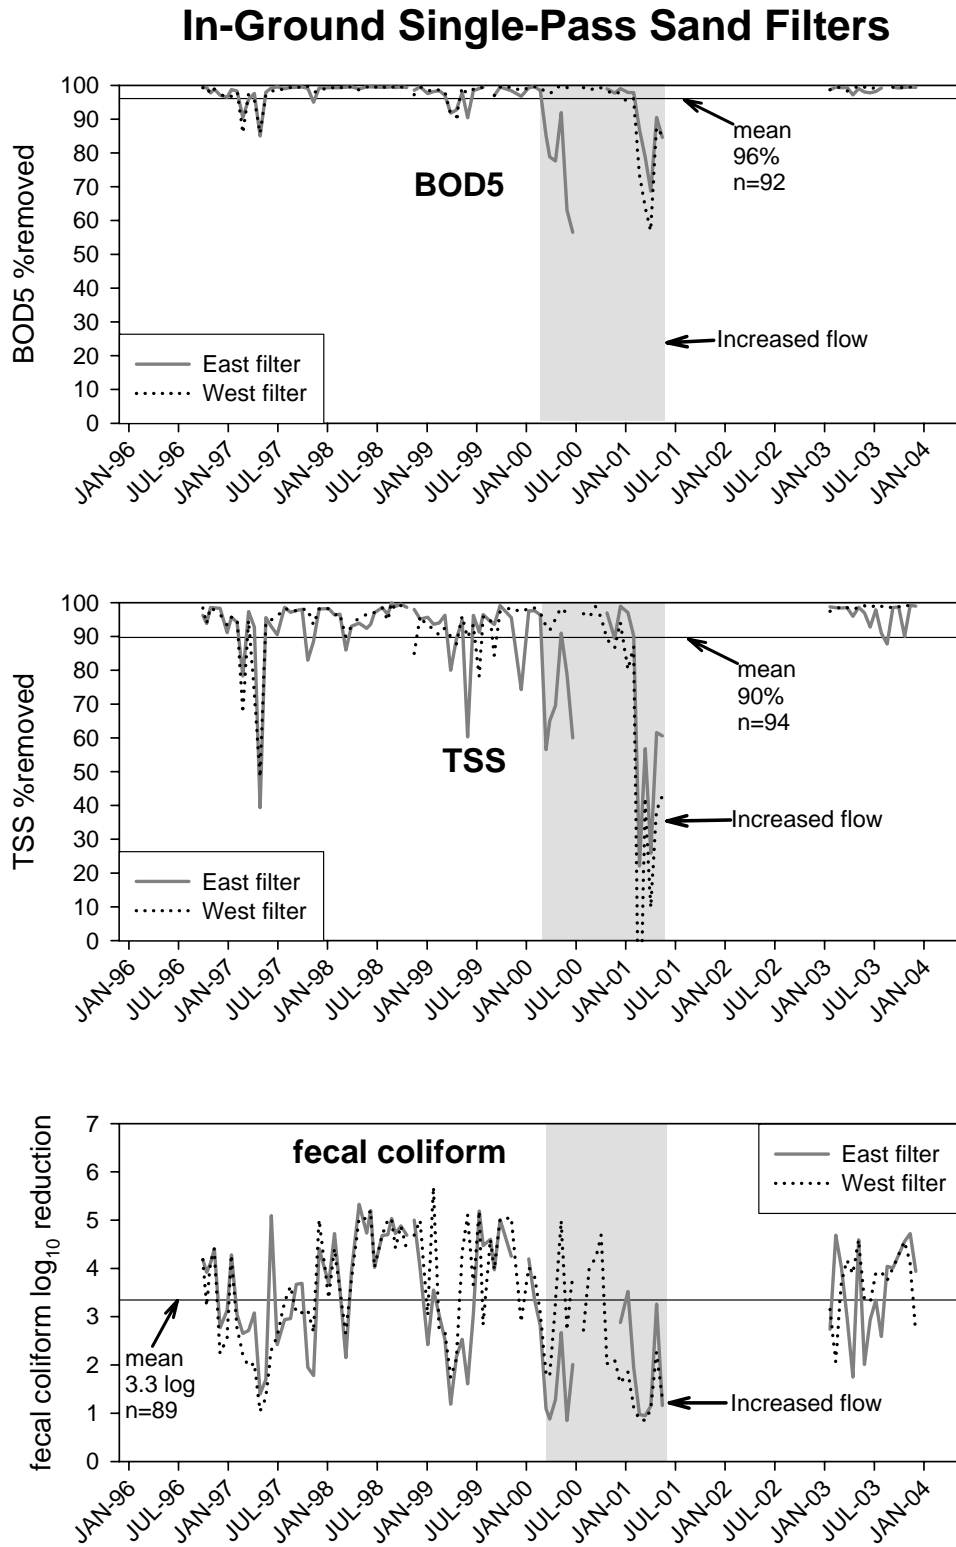 In-Ground Single-Pass Sand Filters
BOD5 %removed
100
90
80
70
60
50
40
30
20
10
0
BOD5
mean
96%
n=92
Increased flow
East filter
West filter
JAN-96
JUL-96
JAN-97
JUL-97
JAN-98
JUL-98
JAN-99
JUL-99
JAN-00
JUL-00
JAN-01
JUL-01
JAN-02
JUL-02
JAN-03
JUL-03
JAN-04
TSS %removed
100
90
80
70
60
50
40
30
20
10
0
TSS
mean
90%
n=94
Increased flow
East filter
West filter
JAN-96
JUL-96
JAN-97
JUL-97
JAN-98
JUL-98
JAN-99
JUL-99
JAN-00
JUL-00
JAN-01
JUL-01
JAN-02
JUL-02
JAN-03
JUL-03
JAN-04
fecal coliform log10 reduction
7
6
5
4
3
2
1
0
fecal coliform
East filter
West filter
mean
3.3 log
n=89
Increased flow
JAN-96
JUL-96
JAN-97
JUL-97
JAN-98
JUL-98
JAN-99
JUL-99
JAN-00
JUL-00
JAN-01
JUL-01
JAN-02
JUL-02
JAN-03
JUL-03
JAN-04